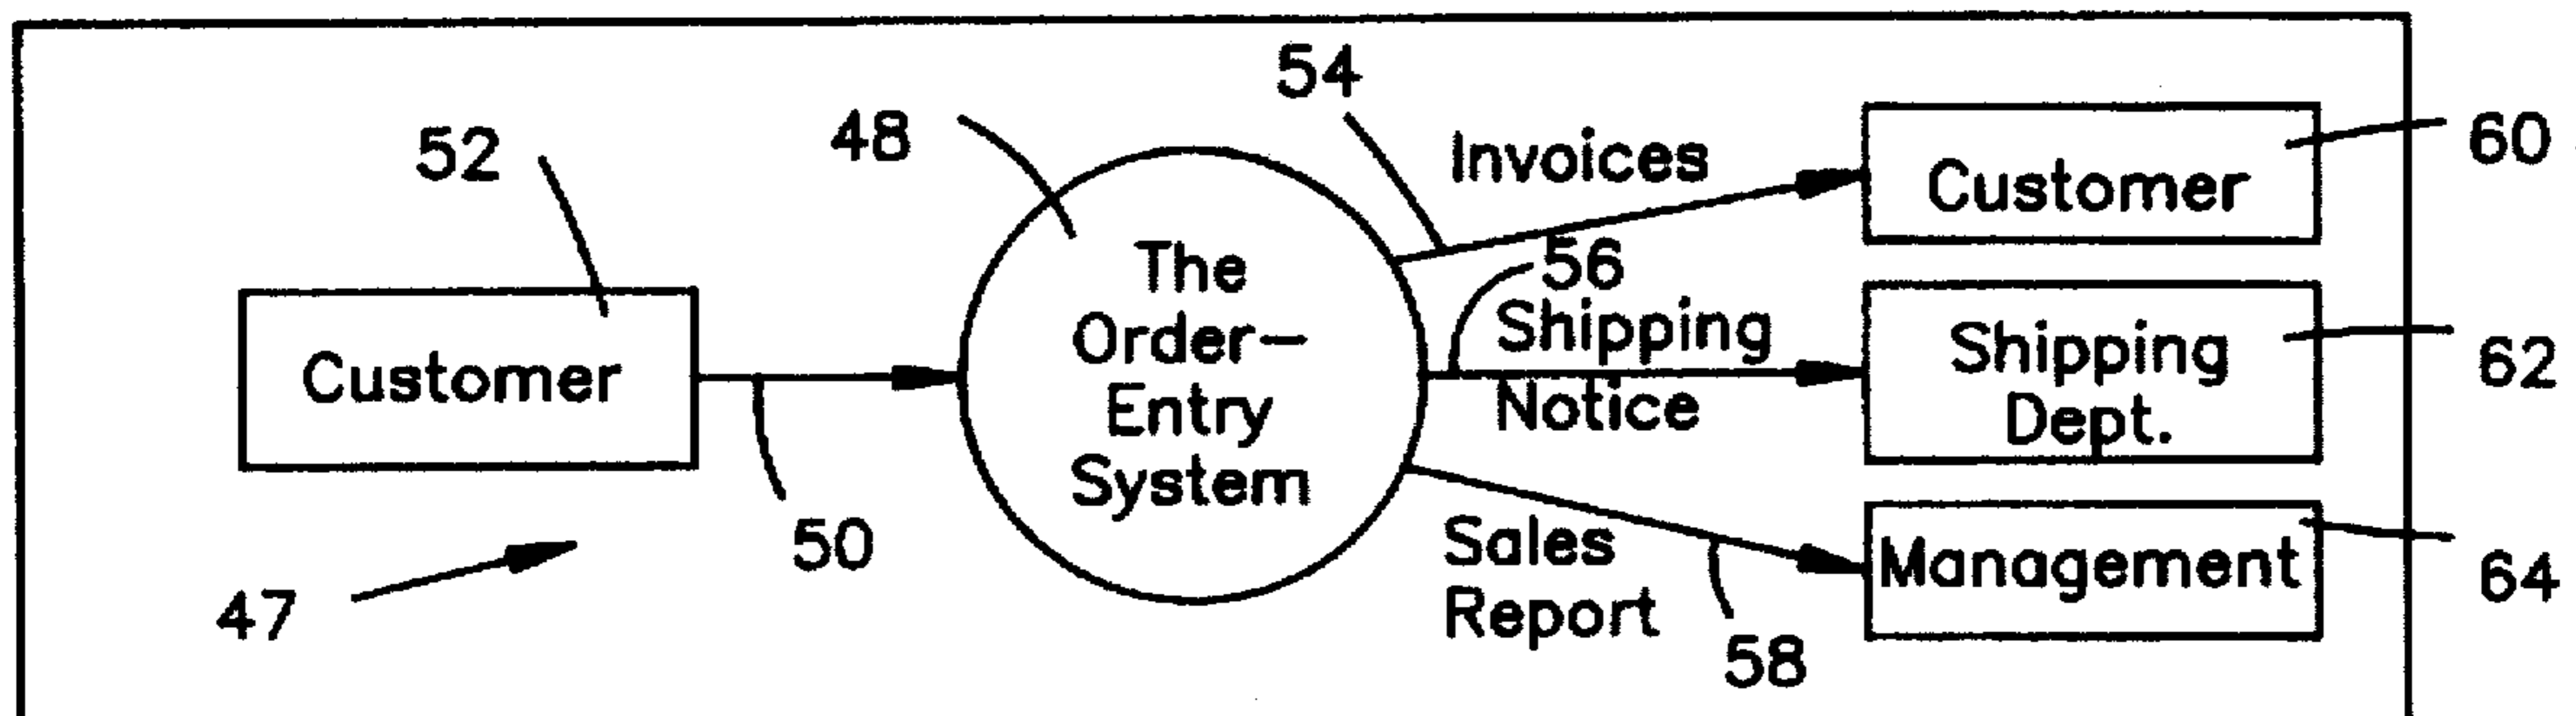 54
48
52
Invoices
60
Customer
56
The
Order-
Entry
System
Customer
Shipping
Notice
Shipping
Dept.
62
50
47
Sales
Report
58
Management
64